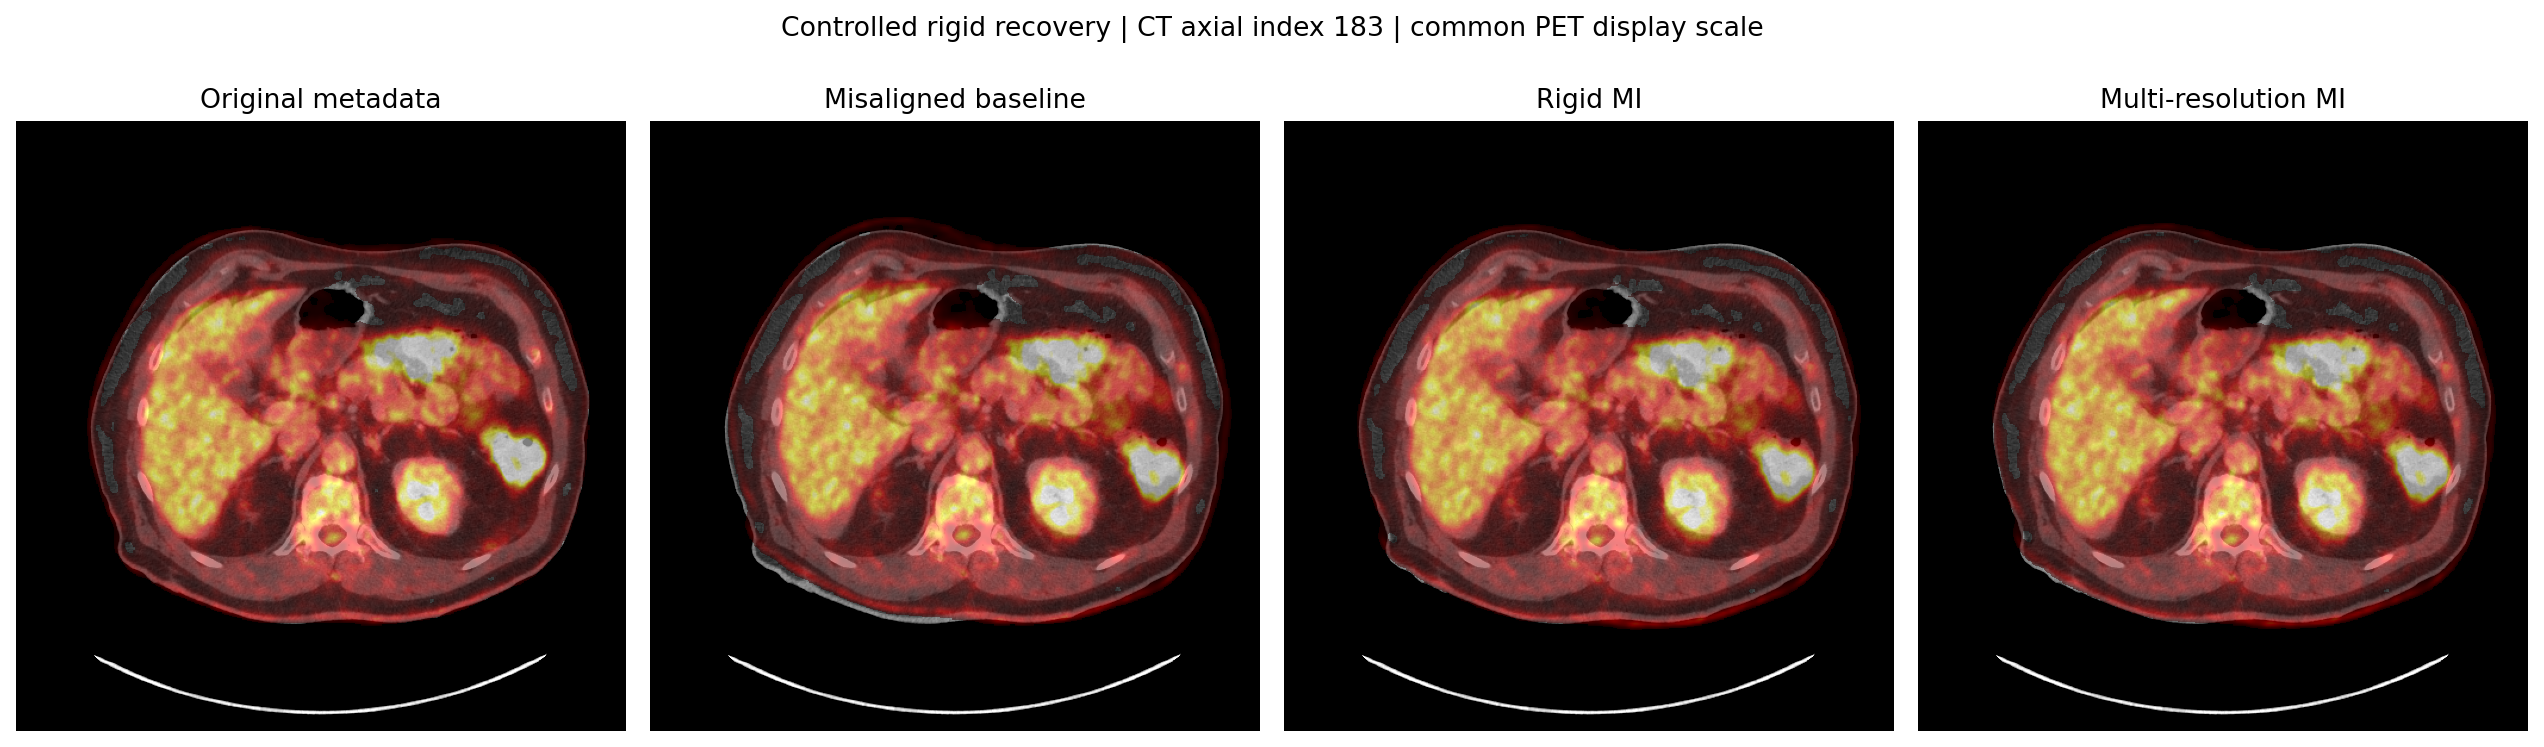 Controlled rigid recovery | CT axial index 183 | common PET display scale
Original metadata
Misaligned baseline
Rigid MI
Multi-resolution MI